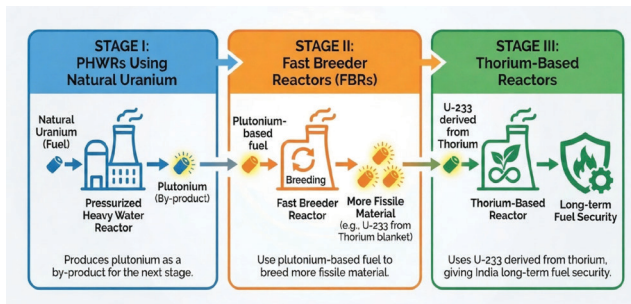 STAGE I:
PHWRs Using
Natural Uranium
Natural
Uranium
(Fuel)
Pressurized
Heavy Water
Reactor
Plutonium
(By-product)
Produces plutonium as a
by-product for the next stage.
STAGE II:
Fast Breeder
Reactors (FBRs)
Plutonium-
based fuel
Breeding
Fast Breeder
Reactor
More Fissile
Material
(e.g., U-233 from
Thorium blanket)
Use plutonium-based fuel to
breed more fissile material.
STAGE III:
Thorium-Based
Reactors
U-233
derived
from
Thorium
Thorium-Based
Reactor
Long-term
Fuel Security
Uses U-233 derived from thorium,
giving India long-term fuel security.